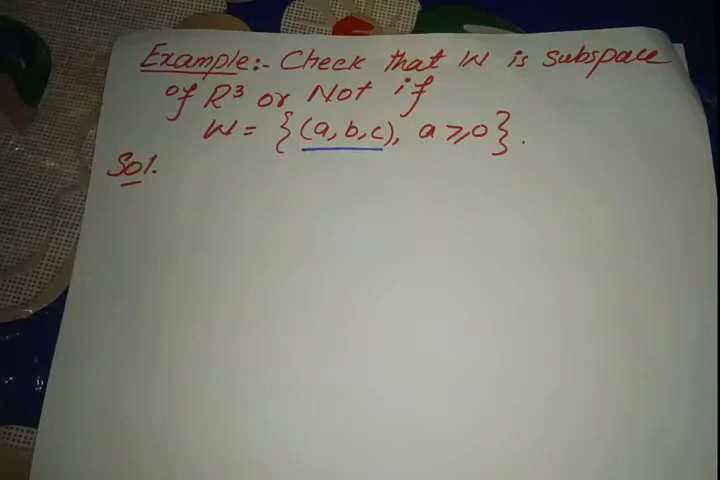 Example:- Check that W is subspace
of R³ or Not if
W = {(a, b, c), a ≥ 0}.
Sol.